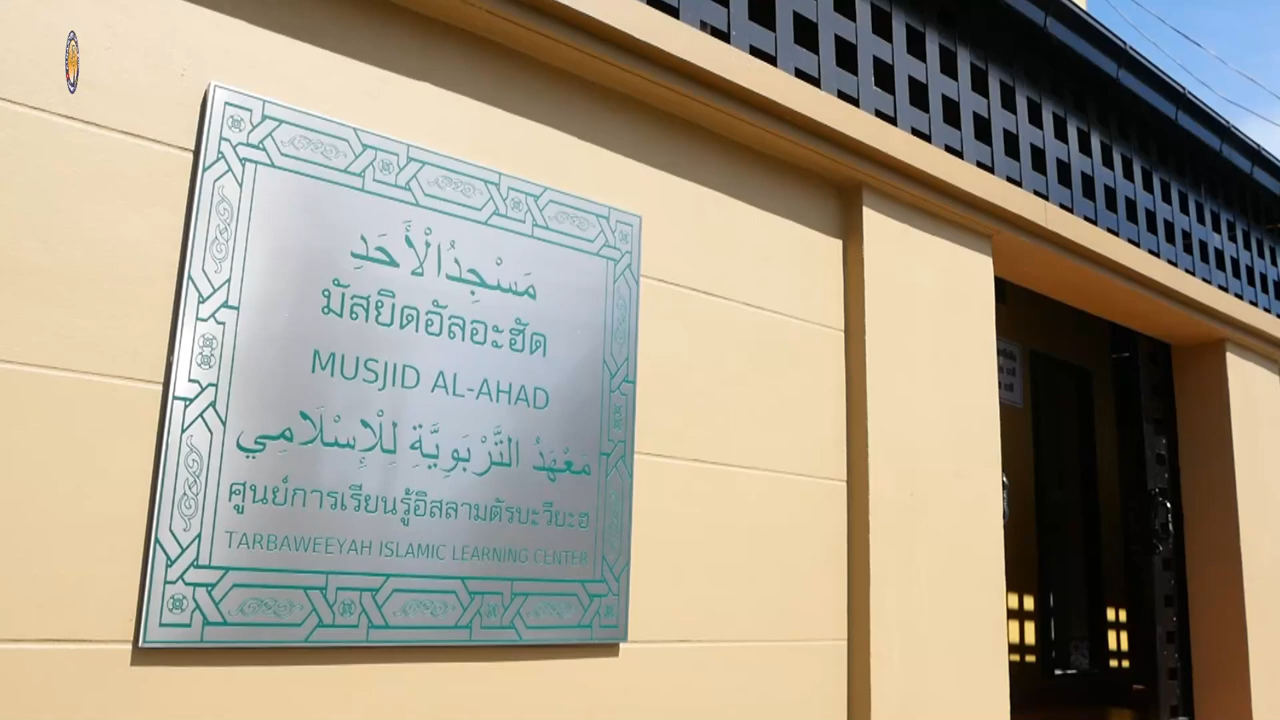 مَسْجِدُالْأَحَدِ
มัสยิดอัลอะฮัด
MUSJID AL-AHAD
مَعْهَدُ التَّرْبَوِيَّةِ لِلْإِسْلَامِي
ศูนย์การเรียนรู้อิสลามตัรบะวียะฮ
TARBAWEEYAH ISLAMIC LEARNING CENTER